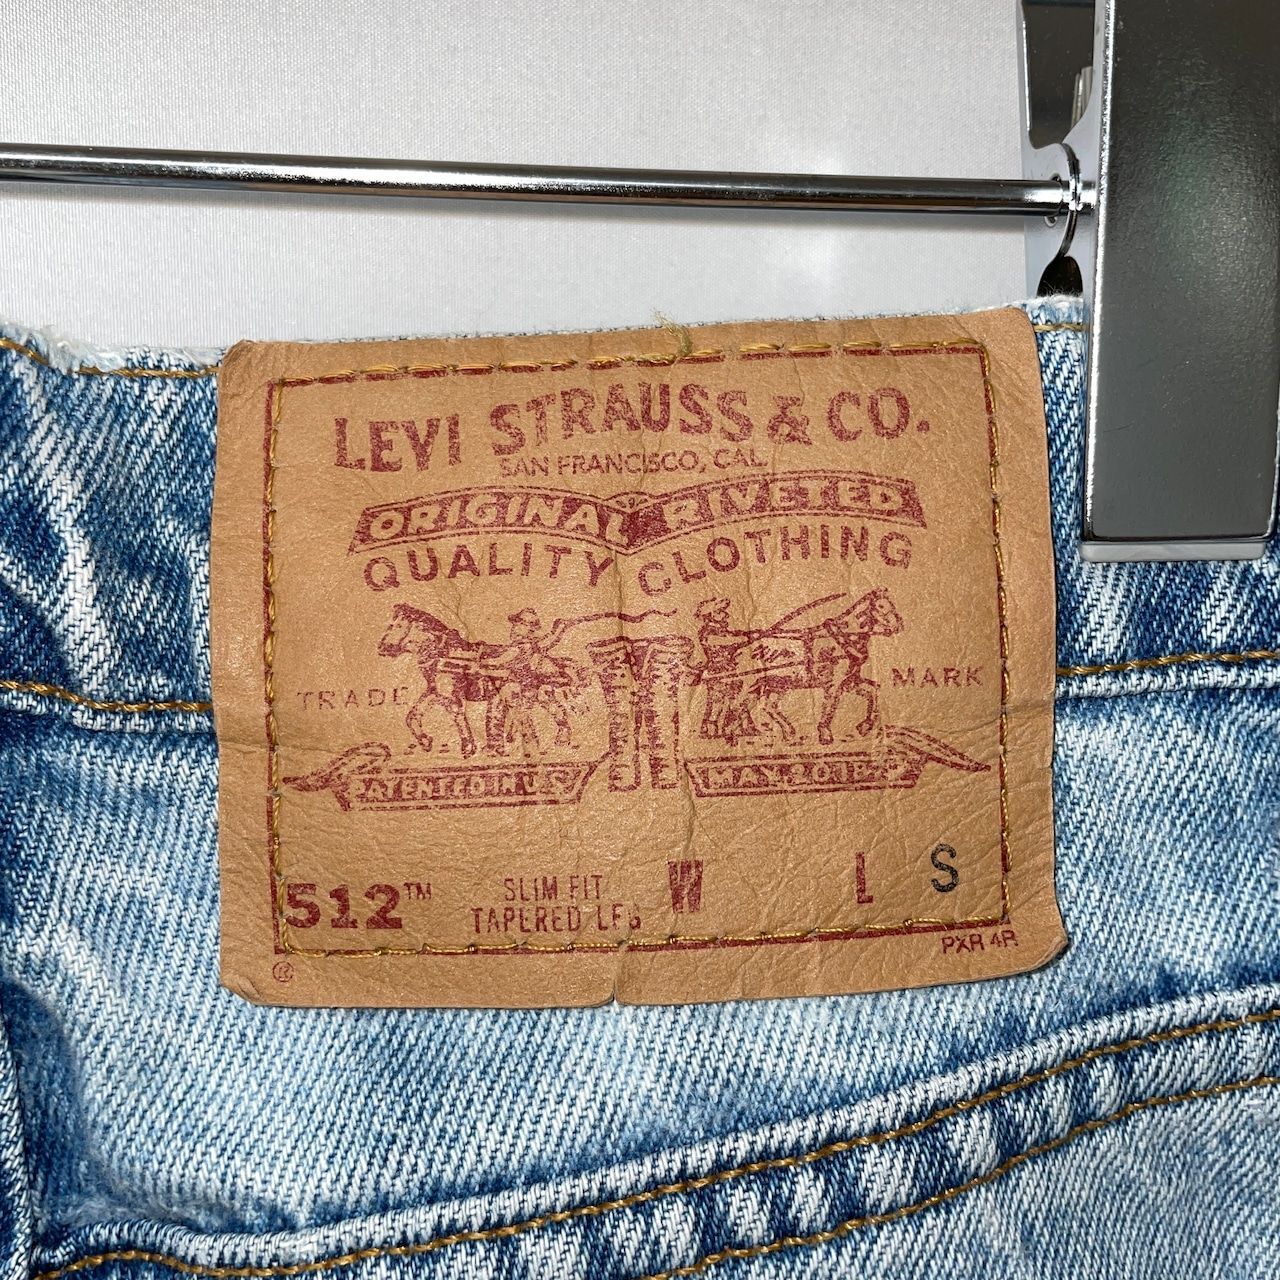 LEVI STRAUSS & CO.
SAN FRANCISCO, CAL.
ORIGINAL RIVETED
QUALITY CLOTHING
TRADE MARK
PATENTED IN U.S. MAY 20 1873
512™ SLIM FIT TAPERED LEG W L S
PXR 4R
®